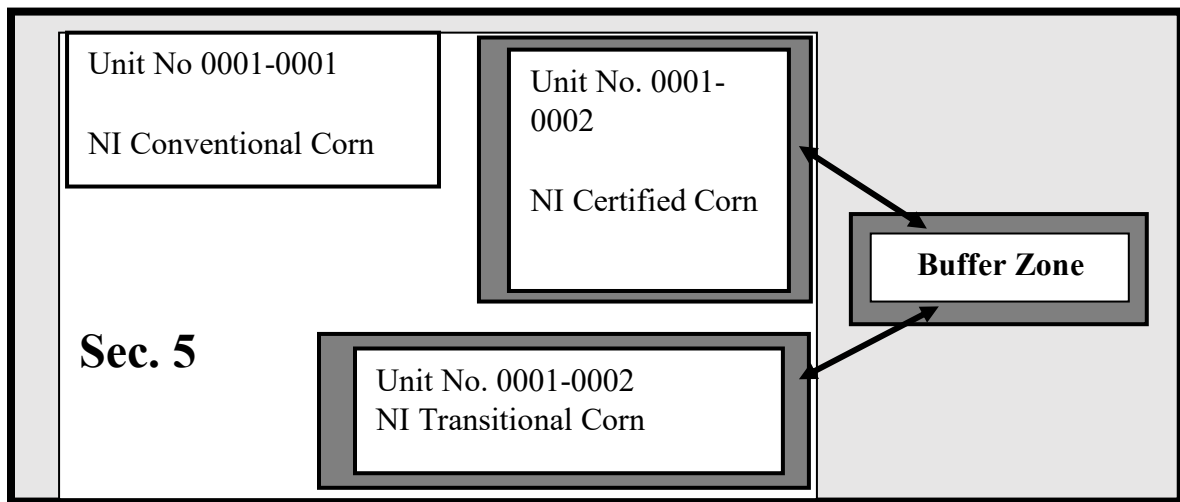 Unit No 0001-0001
NI Conventional Corn
Unit No. 0001-
0002
NI Certified Corn
Buffer Zone
Sec. 5
Unit No. 0001-0002
NI Transitional Corn